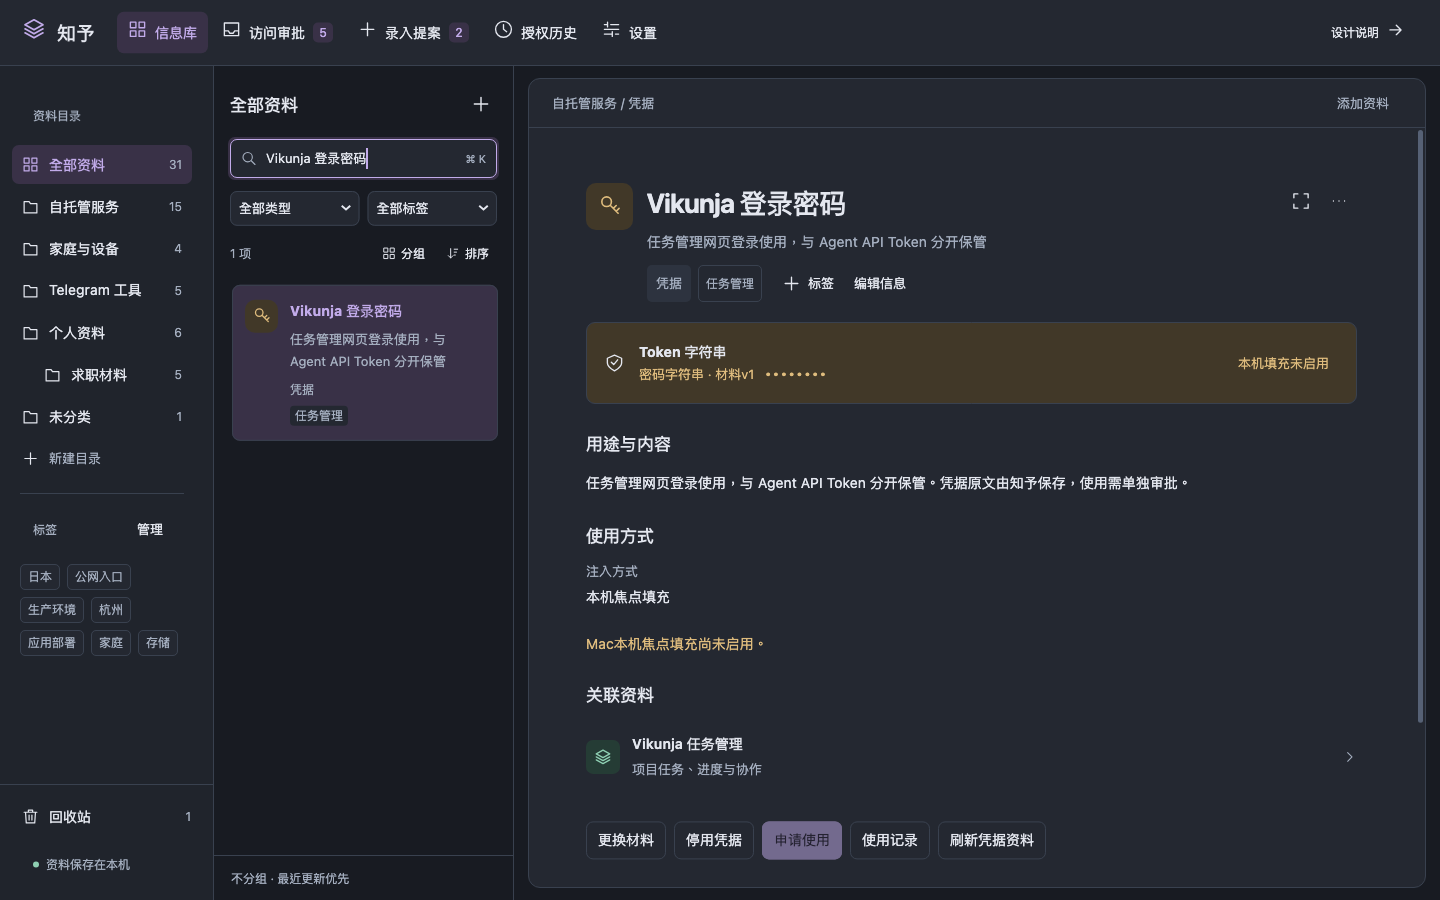 知予
信息库
访问审批 5
录入提案 2
授权历史
设置
设计说明
资料目录
全部资料 31
自托管服务 15
家庭与设备 4
Telegram 工具 5
个人资料 6
求职材料 5
未分类 1
新建目录
标签 管理
日本 公网入口
生产环境 杭州
应用部署 家庭 存储
回收站 1
资料保存在本机
全部资料
Vikunja 登录密码 ⌘ K
全部类型 全部标签
1 项 分组 排序
Vikunja 登录密码
任务管理网页登录使用，与
Agent API Token 分开保管
凭据
任务管理
不分组 · 最近更新优先
自托管服务 / 凭据 添加资料
Vikunja 登录密码
任务管理网页登录使用，与 Agent API Token 分开保管
凭据 任务管理 标签 编辑信息
Token 字符串
密码字符串 · 材料v1 ••••••••
本机填充未启用
用途与内容
任务管理网页登录使用，与 Agent API Token 分开保管。凭据原文由知予保存，使用需单独审批。
使用方式
注入方式
本机焦点填充
Mac本机焦点填充尚未启用。
关联资料
Vikunja 任务管理
项目任务、进度与协作
更换材料 停用凭据 申请使用 使用记录 刷新凭据资料